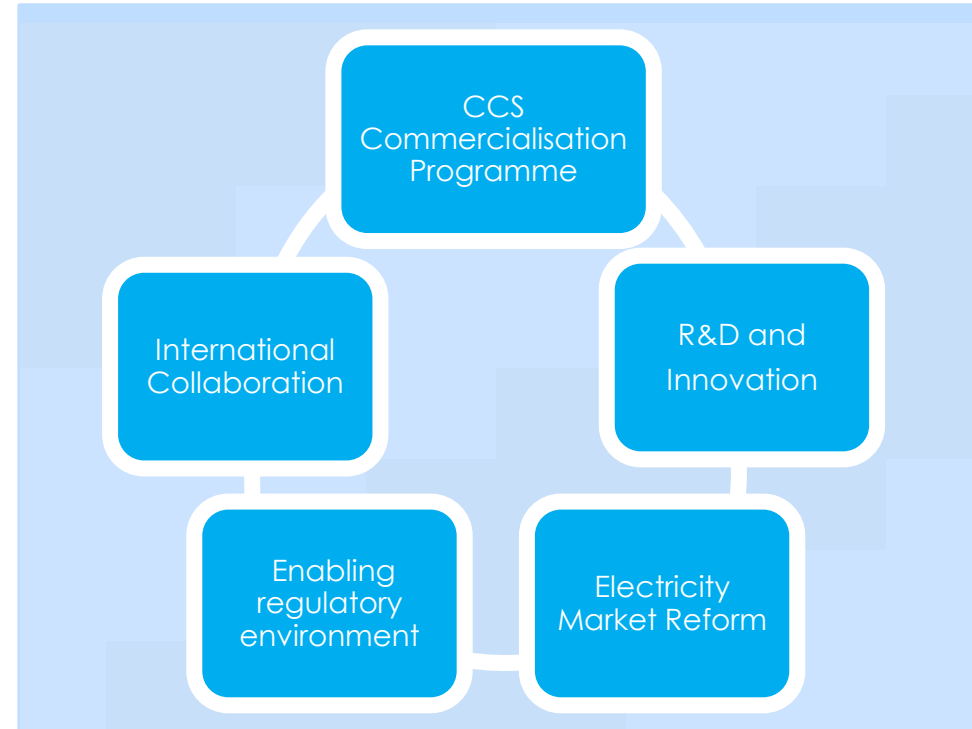 CCS
Commercialisation
Programme
International
Collaboration
R&D and
Innovation
Enabling
regulatory
environment
Electricity
Market Reform